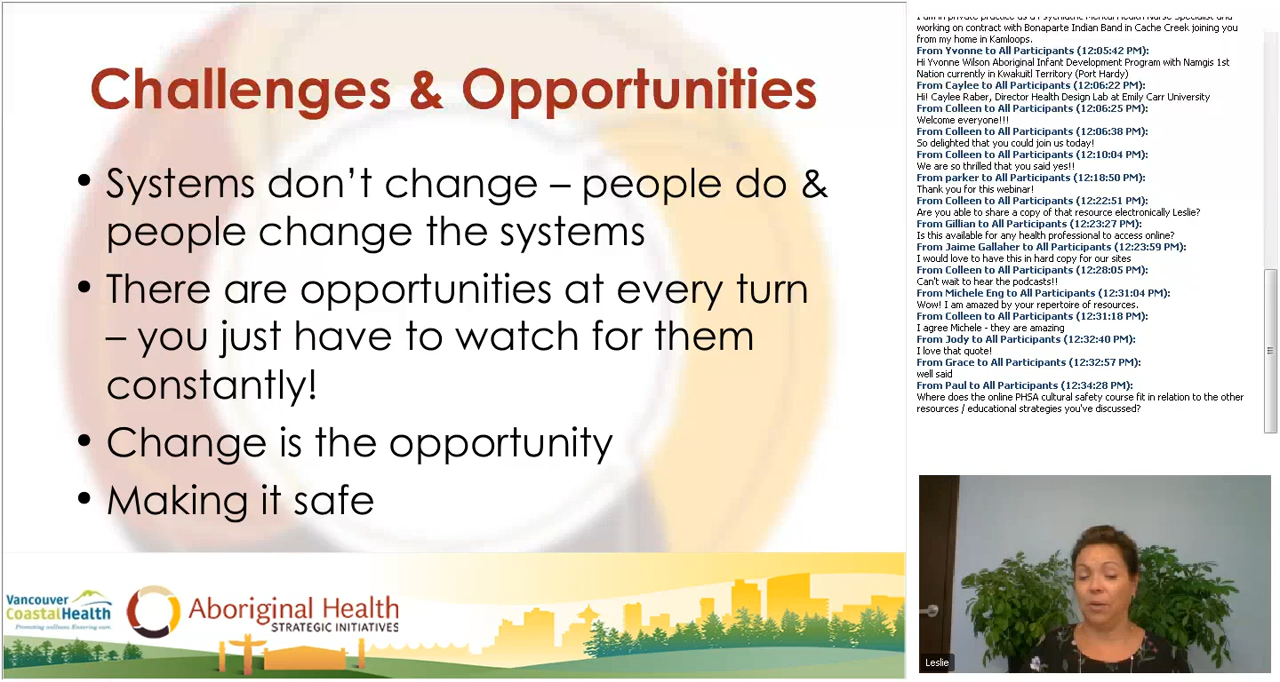 Challenges & Opportunities
• Systems don’t change – people do &
people change the systems
• There are opportunities at every turn
– you just have to watch for them
constantly!
• Change is the opportunity
• Making it safe
Vancouver
CoastalHealth
Promoting wellness. Ensuring care.
Aboriginal Health
STRATEGIC INITIATIVES
I am in private practice as a Psychiatric Mental Health Nurse Specialist and
working on contract with Bonaparte Indian Band in Cache Creek joining you
from my home in Kamloops.
From Yvonne to All Participants (12:05:42 PM):
Hi Yvonne Wilson Aboriginal Infant Development Program with Namgis 1st
Nation currently in Kwakuitl Territory (Port Hardy)
From Caylee to All Participants (12:06:22 PM):
Hi! Caylee Raber, Director Health Design Lab at Emily Carr University
From Colleen to All Participants (12:06:25 PM):
Welcome everyone!!!
From Colleen to All Participants (12:06:38 PM):
So delighted that you could join us today!
From Colleen to All Participants (12:10:04 PM):
We are so thrilled that you said yes!!
From parker to All Participants (12:18:50 PM):
Thank you for this webinar!
From Colleen to All Participants (12:22:51 PM):
Are you able to share a copy of that resource electronically Leslie?
From Gillian to All Participants (12:23:27 PM):
Is this available for any health professional to access online?
From Jaime Gallaher to All Participants (12:23:59 PM):
I would love to have this in hard copy for our sites
From Colleen to All Participants (12:28:05 PM):
Can't wait to hear the podcasts!!
From Michele Eng to All Participants (12:31:04 PM):
Wow! I am amazed by your repertoire of resources.
From Colleen to All Participants (12:31:18 PM):
I agree Michele - they are amazing
From Jody to All Participants (12:32:40 PM):
I love that quote!
From Grace to All Participants (12:32:57 PM):
well said
From Paul to All Participants (12:34:28 PM):
Where does the online PHSA cultural safety course fit in relation to the other
resources / educational strategies you've discussed?
Leslie